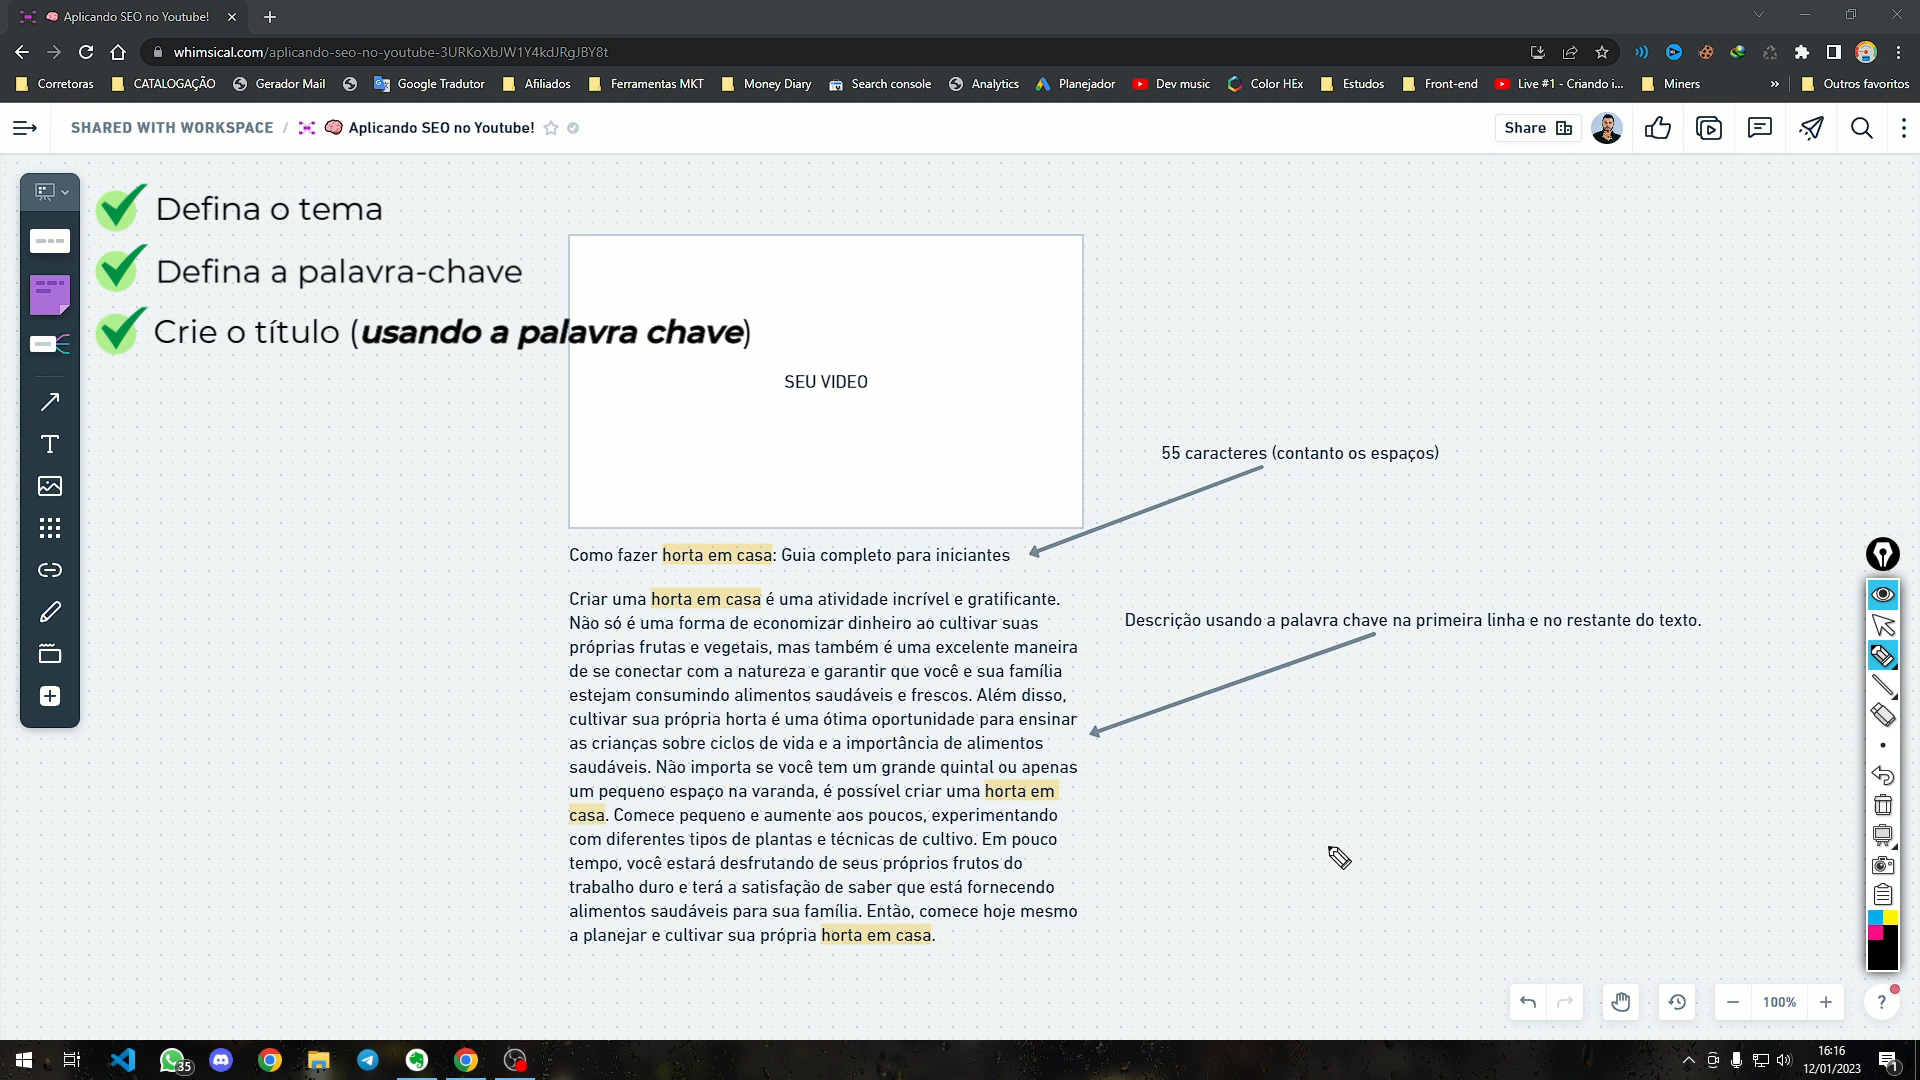 Aplicando SEO no Youtube!
whimsical.com/aplicando-seo-no-youtube-3URKoXbJW1Y4kdJRgJBY8t
Corretoras
CATALOGAÇÃO
Gerador Mail
Google Tradutor
Afiliados
Ferramentas MKT
Money Diary
Search console
Analytics
Planejador
Dev music
Color HEx
Estudos
Front-end
Live #1 - Criando i...
Miners
»
Outros favoritos
SHARED WITH WORKSPACE / Aplicando SEO no Youtube!
Share
Defina o tema
Defina a palavra-chave
Crie o título (usando a palavra chave)
SEU VIDEO
55 caracteres (contanto os espaços)
Como fazer horta em casa: Guia completo para iniciantes
Descrição usando a palavra chave na primeira linha e no restante do texto.
Criar uma horta em casa é uma atividade incrível e gratificante.
Não só é uma forma de economizar dinheiro ao cultivar suas
próprias frutas e vegetais, mas também é uma excelente maneira
de se conectar com a natureza e garantir que você e sua família
estejam consumindo alimentos saudáveis e frescos. Além disso,
cultivar sua própria horta é uma ótima oportunidade para ensinar
as crianças sobre ciclos de vida e a importância de alimentos
saudáveis. Não importa se você tem um grande quintal ou apenas
um pequeno espaço na varanda, é possível criar uma horta em
casa. Comece pequeno e aumente aos poucos, experimentando
com diferentes tipos de plantas e técnicas de cultivo. Em pouco
tempo, você estará desfrutando de seus próprios frutos do
trabalho duro e terá a satisfação de saber que está fornecendo
alimentos saudáveis para sua família. Então, comece hoje mesmo
a planejar e cultivar sua própria horta em casa.
100%
?
35
16:16
12/01/2023
1